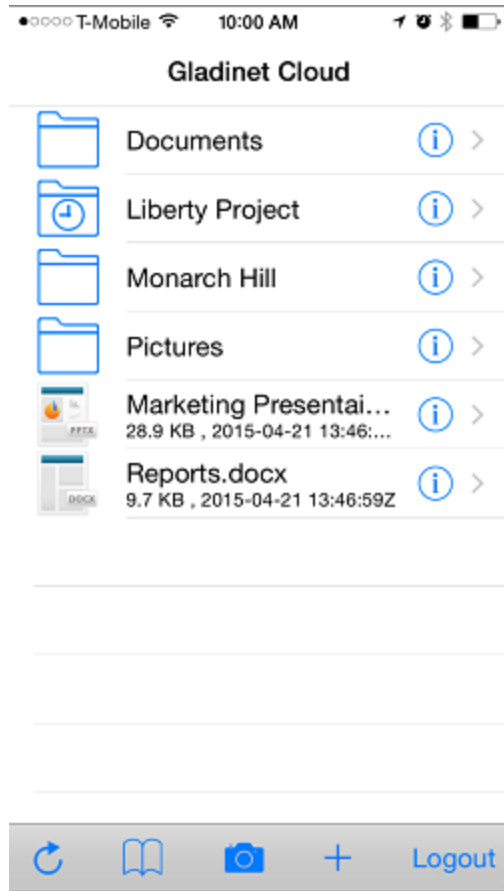 T-Mobile 10:00 AM
Gladinet Cloud
Documents
Liberty Project
Monarch Hill
Pictures
Marketing Presentai...
28.9 KB , 2015-04-21 13:46:...
PPTX
Reports.docx
9.7 KB , 2015-04-21 13:46:59Z
DOCX
Logout